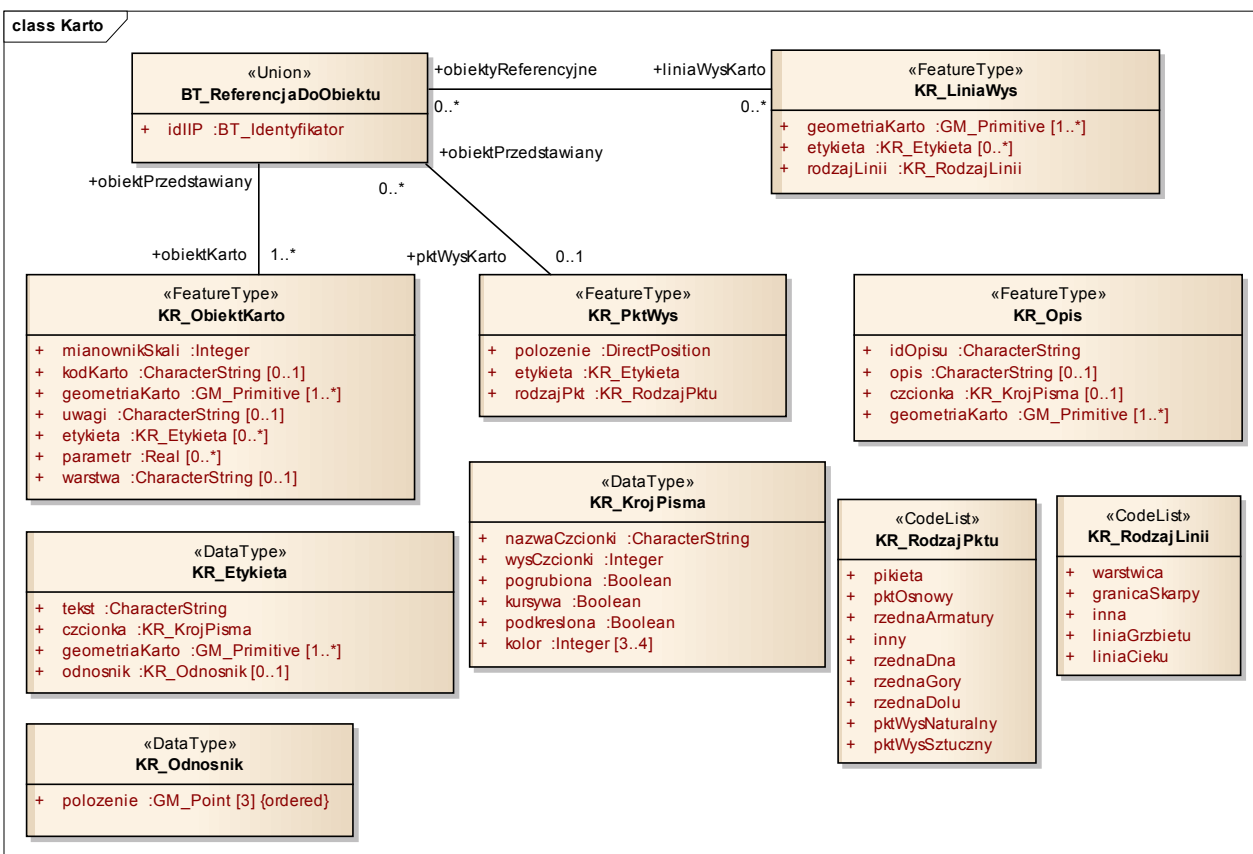 class Karto
«Union»
BT_ReferencjaDoObiektu
+ idIIP :BT_Identyfikator
+obiektyReferencyjne
0..*
+liniaWysKarto
0..*
«FeatureType»
KR_LiniaWys
+ geometriaKarto :GM_Primitive [1..*]
+ etykieta :KR_Etykieta [0..*]
+ rodzajLinii :KR_RodzajLinii
+obiektPrzedstawiany
0..*
+obiektPrzedstawiany
+obiektKarto
1..*
+pktWysKarto
0..1
«FeatureType»
KR_ObiektKarto
+ mianownikSkali :Integer
+ kodKarto :CharacterString [0..1]
+ geometriaKarto :GM_Primitive [1..*]
+ uwagi :CharacterString [0..1]
+ etykieta :KR_Etykieta [0..*]
+ parametr :Real [0..*]
+ warstwa :CharacterString [0..1]
«FeatureType»
KR_PktWys
+ polozenie :DirectPosition
+ etykieta :KR_Etykieta
+ rodzajPkt :KR_RodzajPktu
«FeatureType»
KR_Opis
+ idOpisu :CharacterString
+ opis :CharacterString [0..1]
+ czcionka :KR_KrojPisma [0..1]
+ geometriaKarto :GM_Primitive [1..*]
«DataType»
KR_KrojPisma
+ nazwaCzcionki :CharacterString
+ wysCzcionki :Integer
+ pogrubiona :Boolean
+ kursywa :Boolean
+ podkreslona :Boolean
+ kolor :Integer [3..4]
«CodeList»
KR_RodzajPktu
+ pikieta
+ pktOsnowy
+ rzednaArmatury
+ inny
+ rzednaDna
+ rzednaGory
+ rzednaDolu
+ pktWysNaturalny
+ pktWysSztuczny
«CodeList»
KR_RodzajLinii
+ warstwica
+ granicaSkarpy
+ inna
+ liniaGrzbietu
+ liniaCieku
«DataType»
KR_Etykieta
+ tekst :CharacterString
+ czcionka :KR_KrojPisma
+ geometriaKarto :GM_Primitive [1..*]
+ odnosnik :KR_Odnosnik [0..1]
«DataType»
KR_Odnosnik
+ polozenie :GM_Point [3] {ordered}